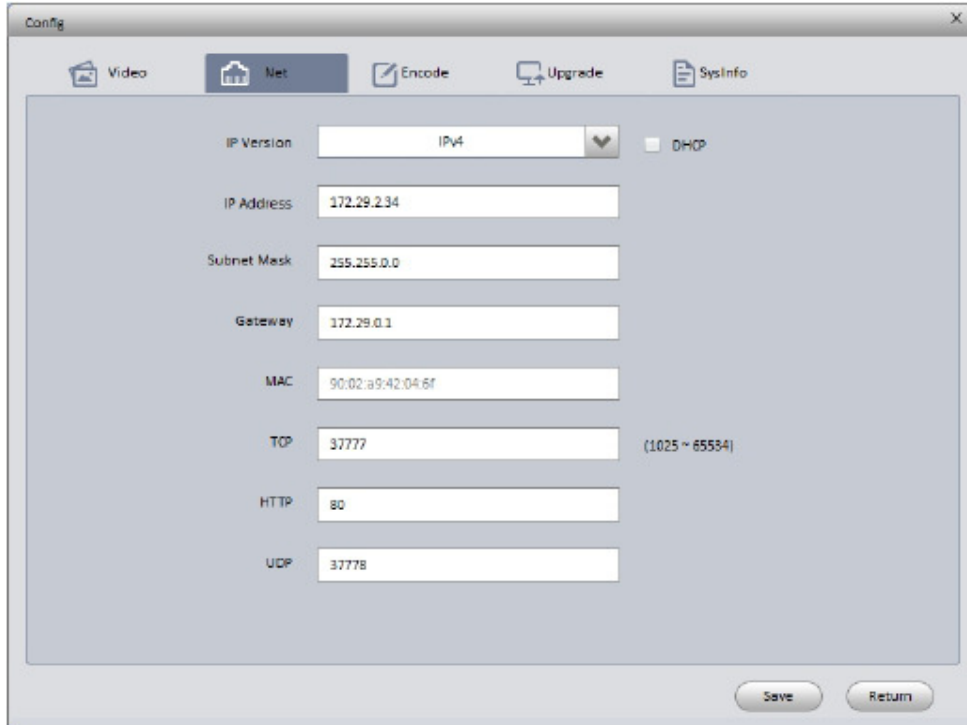 Config
Video Net Encode Upgrade SysInfo
IP Version IPv4 DHCP
IP Address 172.29.2.34
Subnet Mask 255.255.0.0
Gateway 172.29.0.1
MAC 90:02:a9:42:04:6f
TCP 37777 (1025 ~ 65534)
HTTP 80
UDP 37778
Save Return